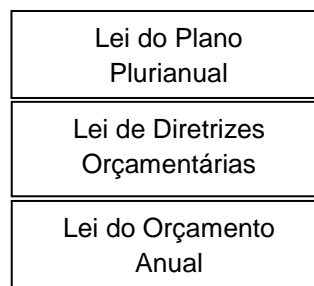 Lei do Plano
Plurianual
Lei de Diretrizes
Orçamentárias
Lei do Orçamento
Anual